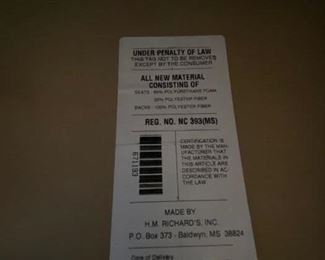 UNDER PENALTY OF LAW
THIS TAG NOT TO BE REMOVED
EXCEPT BY THE CONSUMER
ALL NEW MATERIAL
CONSISTING OF
SEATS - 80% POLYURETHANE FOAM
20% POLYESTER FIBER
BACKS - 100% POLYESTER FIBER
REG. NO. NC 393(MS)
CERTIFICATION IS
MADE BY THE MAN-
UFACTURER THAT
THE MATERIALS IN
THIS ARTICLE ARE
DESCRIBED IN AC-
CORDANCE WITH
THE LAW
MADE BY
H.M. RICHARD'S, INC.
P.O. Box 373 - Baldwyn, MS 38824
Date of Delivery